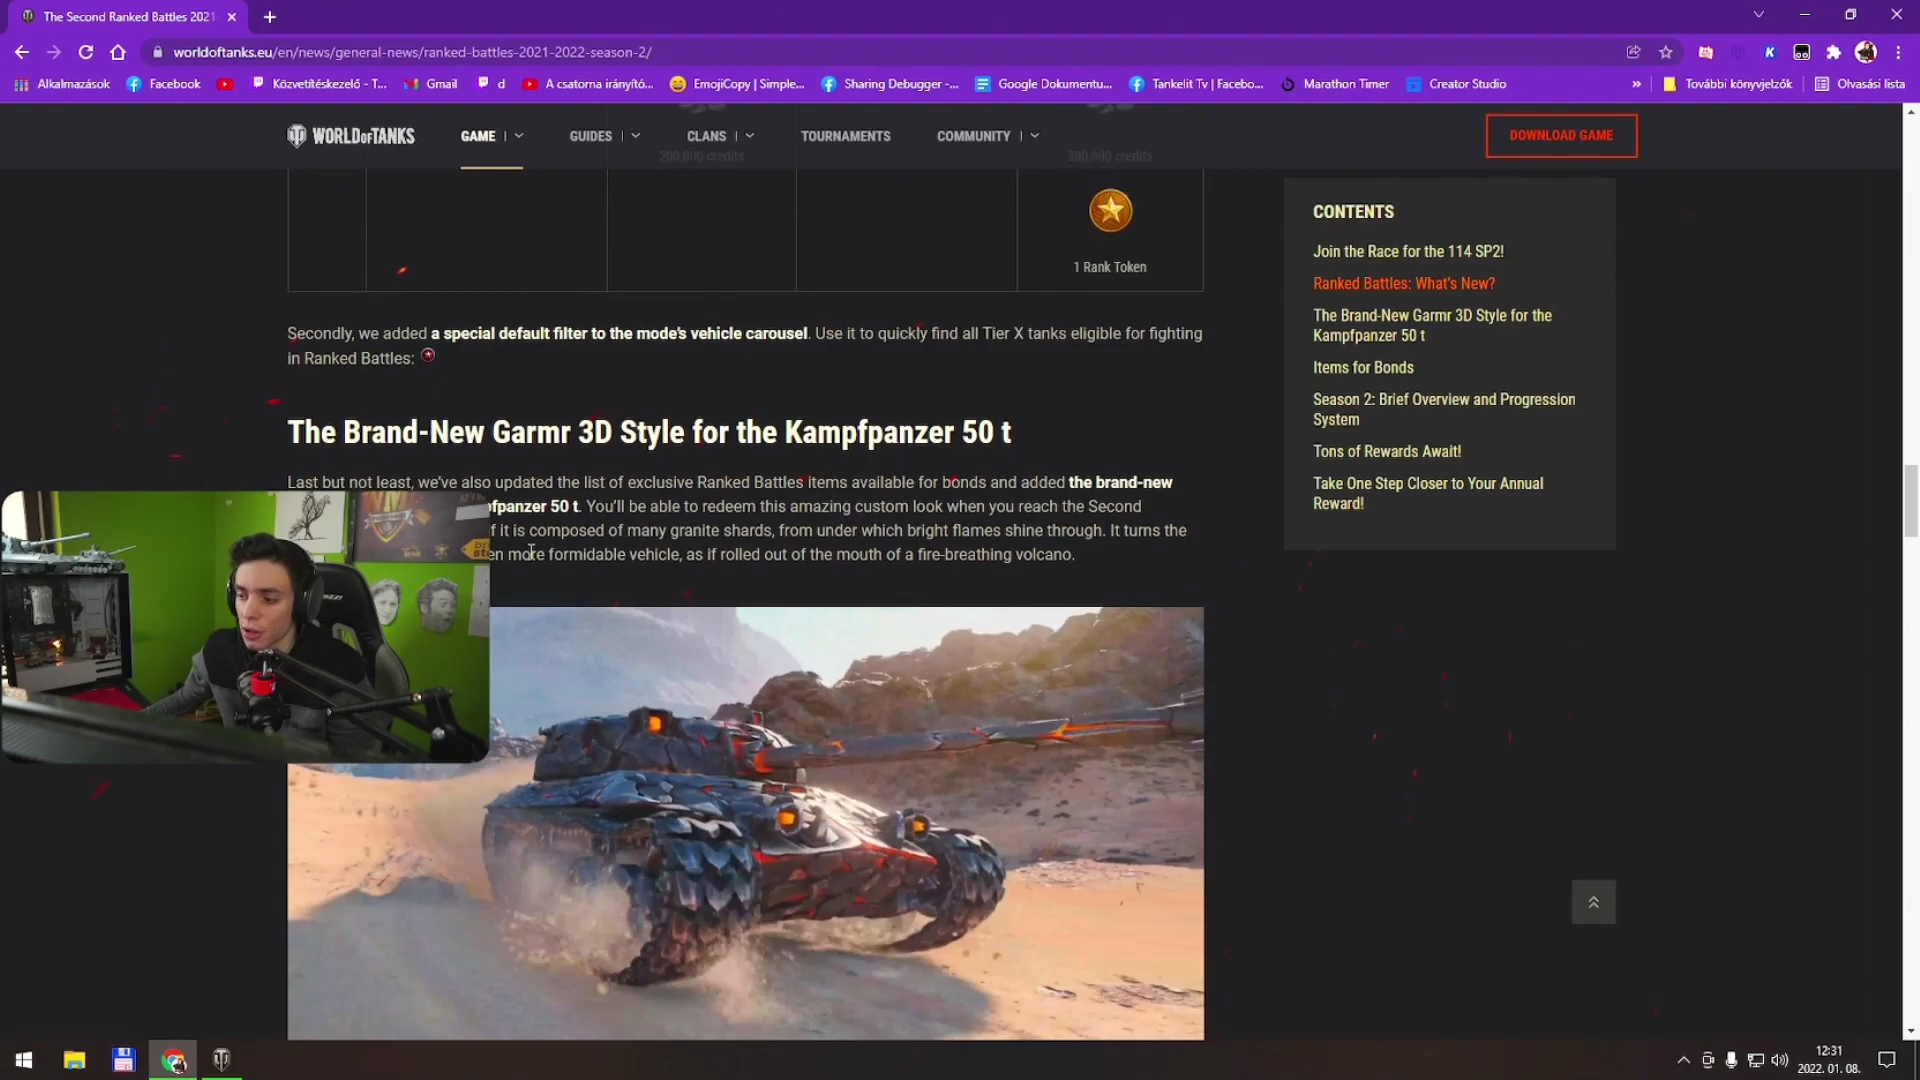 The Second Ranked Battles 2021-
worldoftanks.eu/en/news/general-news/ranked-battles-2021-2022-season-2/
Alkalmazások
Facebook
Közvetítéskezelő - T...
Gmail
d
A csatorna irányító...
EmojiCopy | Simple...
Sharing Debugger -...
Google Dokumentu...
Tankelit Tv | Facebo...
Marathon Timer
Creator Studio
»
További könyvjelzők
Olvasási lista
WORLD OF TANKS
GAME
GUIDES
CLANS
TOURNAMENTS
COMMUNITY
DOWNLOAD GAME
200,000 credits
300,000 credits
1 Rank Token
Secondly, we added a special default filter to the mode's vehicle carousel. Use it to quickly find all Tier X tanks eligible for fighting
in Ranked Battles:
The Brand-New Garmr 3D Style for the Kampfpanzer 50 t
Last but not least, we've also updated the list of exclusive Ranked Battles items available for bonds and added the brand-new
fpanzer 50 t. You'll be able to redeem this amazing custom look when you reach the Second
f it is composed of many granite shards, from under which bright flames shine through. It turns the
en more formidable vehicle, as if rolled out of the mouth of a fire-breathing volcano.
CONTENTS
Join the Race for the 114 SP2!
Ranked Battles: What's New?
The Brand-New Garmr 3D Style for the
Kampfpanzer 50 t
Items for Bonds
Season 2: Brief Overview and Progression
System
Tons of Rewards Await!
Take One Step Closer to Your Annual
Reward!
12:31
2022. 01. 08.